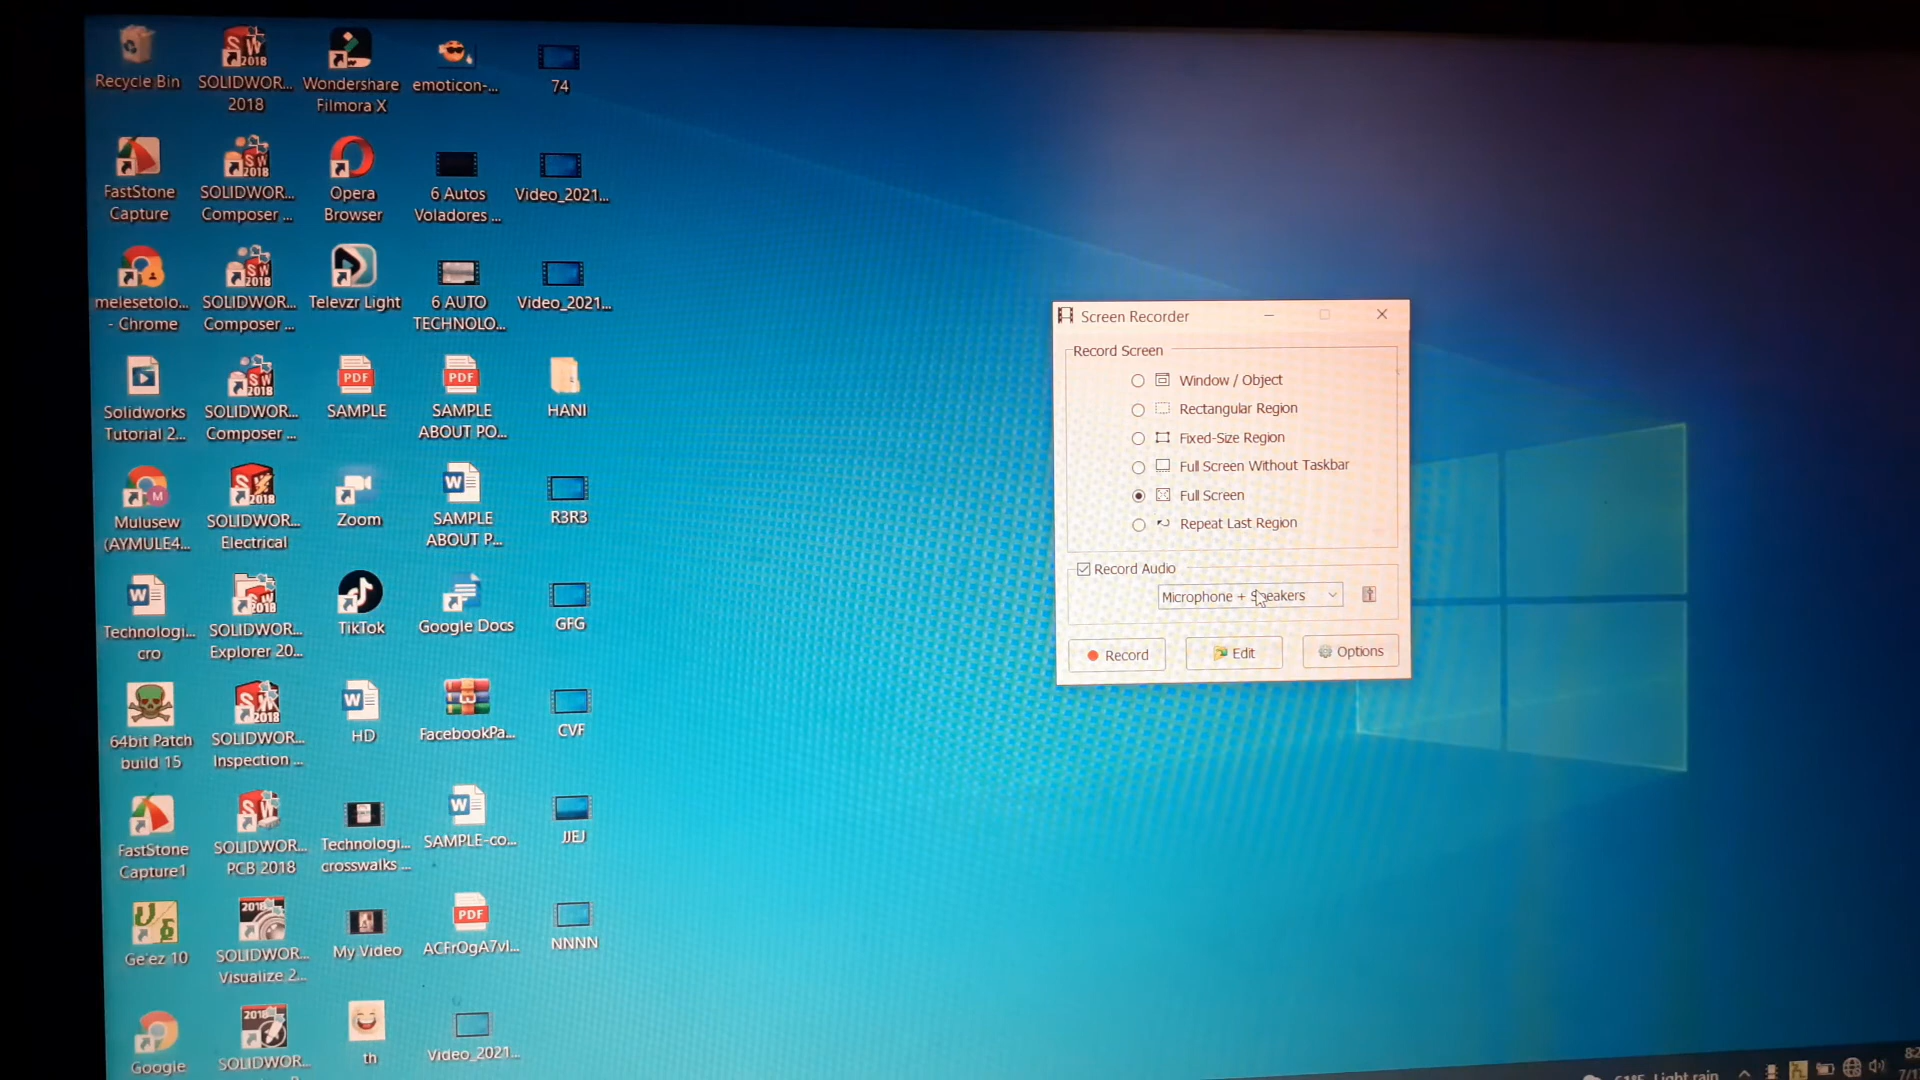 Recycle Bin
SOLIDWOR...
2018
Wondershare
Filmora X
emoticon-...
74
FastStone
Capture
SOLIDWOR...
Composer ...
Opera
Browser
6 Autos
Voladores ...
Video_2021...
melesetolo...
- Chrome
SOLIDWOR...
Composer ...
Televzr Light
6 AUTO
TECHNOLO...
Video_2021...
Solidworks
Tutorial 2...
SOLIDWOR...
Composer ...
SAMPLE
SAMPLE
ABOUT PO...
HANI
Mulusew
(AYMULE4...
SOLIDWOR...
Electrical
Zoom
SAMPLE
ABOUT P...
R3R3
Technologi...
cro
SOLIDWOR...
Explorer 20...
TikTok
Google Docs
GFG
64bit Patch
build 15
SOLIDWOR...
Inspection ...
HD
FacebookPa...
CVF
FastStone
Capture1
SOLIDWOR...
PCB 2018
Technologi...
crosswalks ...
SAMPLE-co...
JJEJ
Ge'ez 10
SOLIDWOR...
Visualize 2...
My Video
ACFrOgA7vl...
NNNN
Google
SOLIDWOR...
th
Video_2021...
Screen Recorder
Record Screen
Window / Object
Rectangular Region
Fixed-Size Region
Full Screen Without Taskbar
Full Screen
Repeat Last Region
Record Audio
Microphone + Speakers
Record
Edit
Options
Light rain